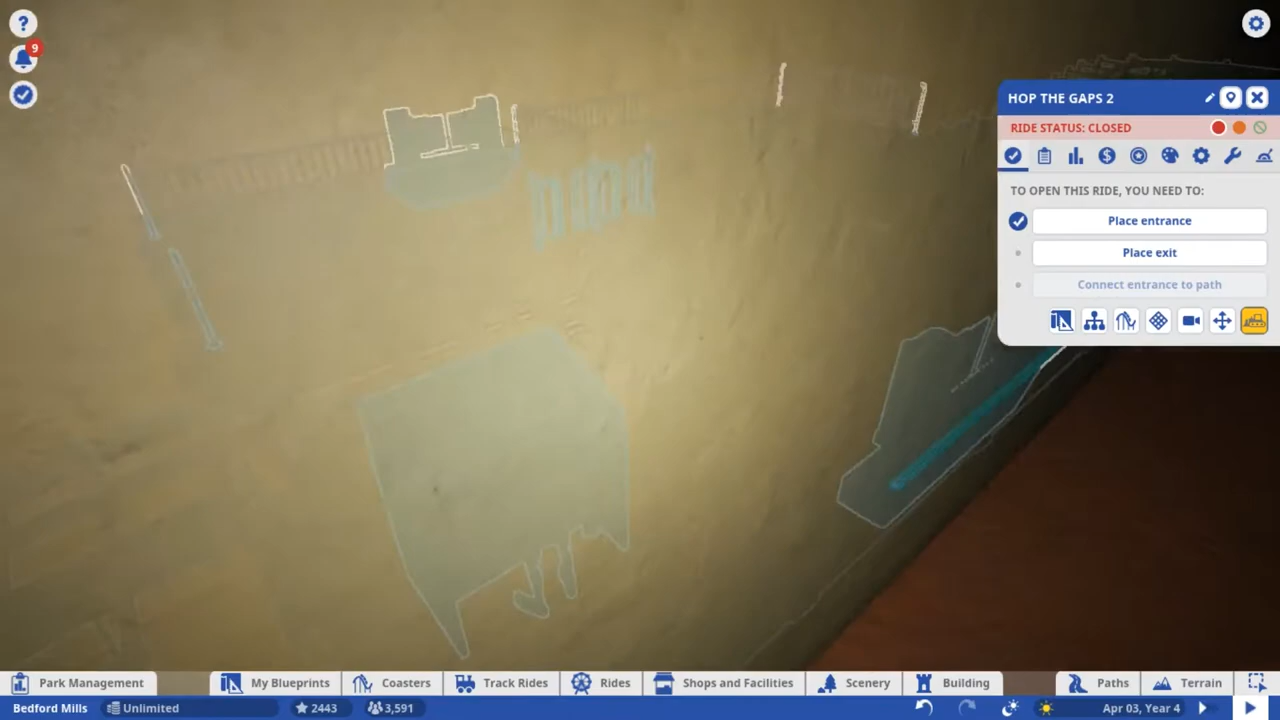 ?
9
HOP THE GAPS 2
RIDE STATUS: CLOSED
TO OPEN THIS RIDE, YOU NEED TO:
Place entrance
Place exit
Connect entrance to path
Park Management
My Blueprints
Coasters
Track Rides
Rides
Shops and Facilities
Scenery
Building
Paths
Terrain
Bedford Mills
Unlimited
2443
3,591
Apr 03, Year 4